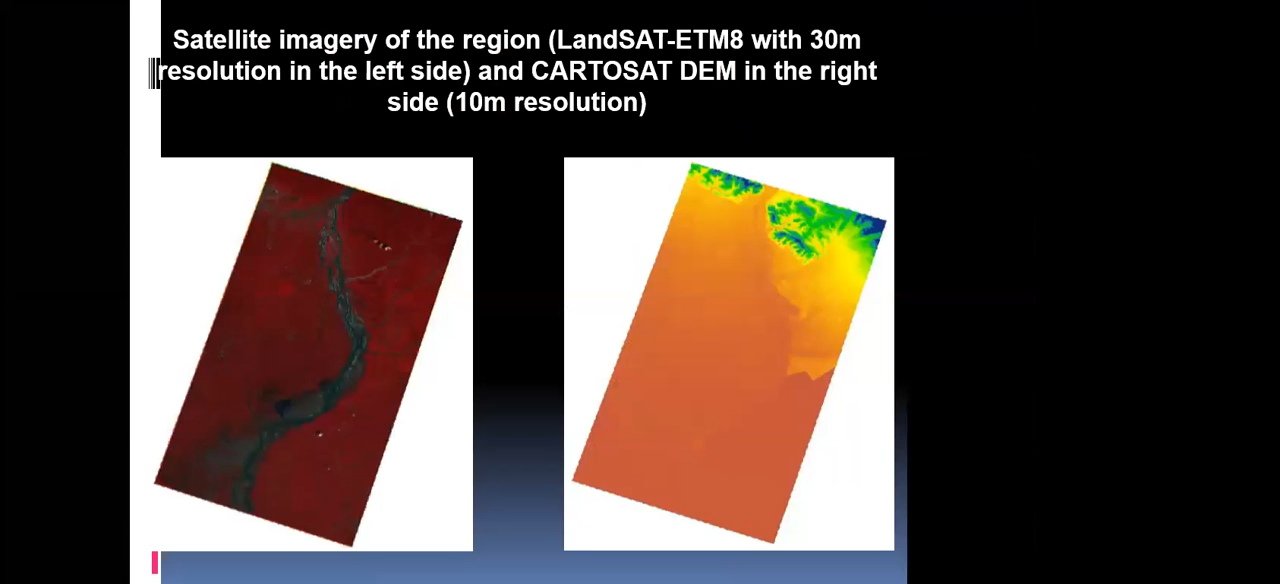 Satellite imagery of the region (LandSAT-ETM8 with 30m
resolution in the left side) and CARTOSAT DEM in the right
side (10m resolution)